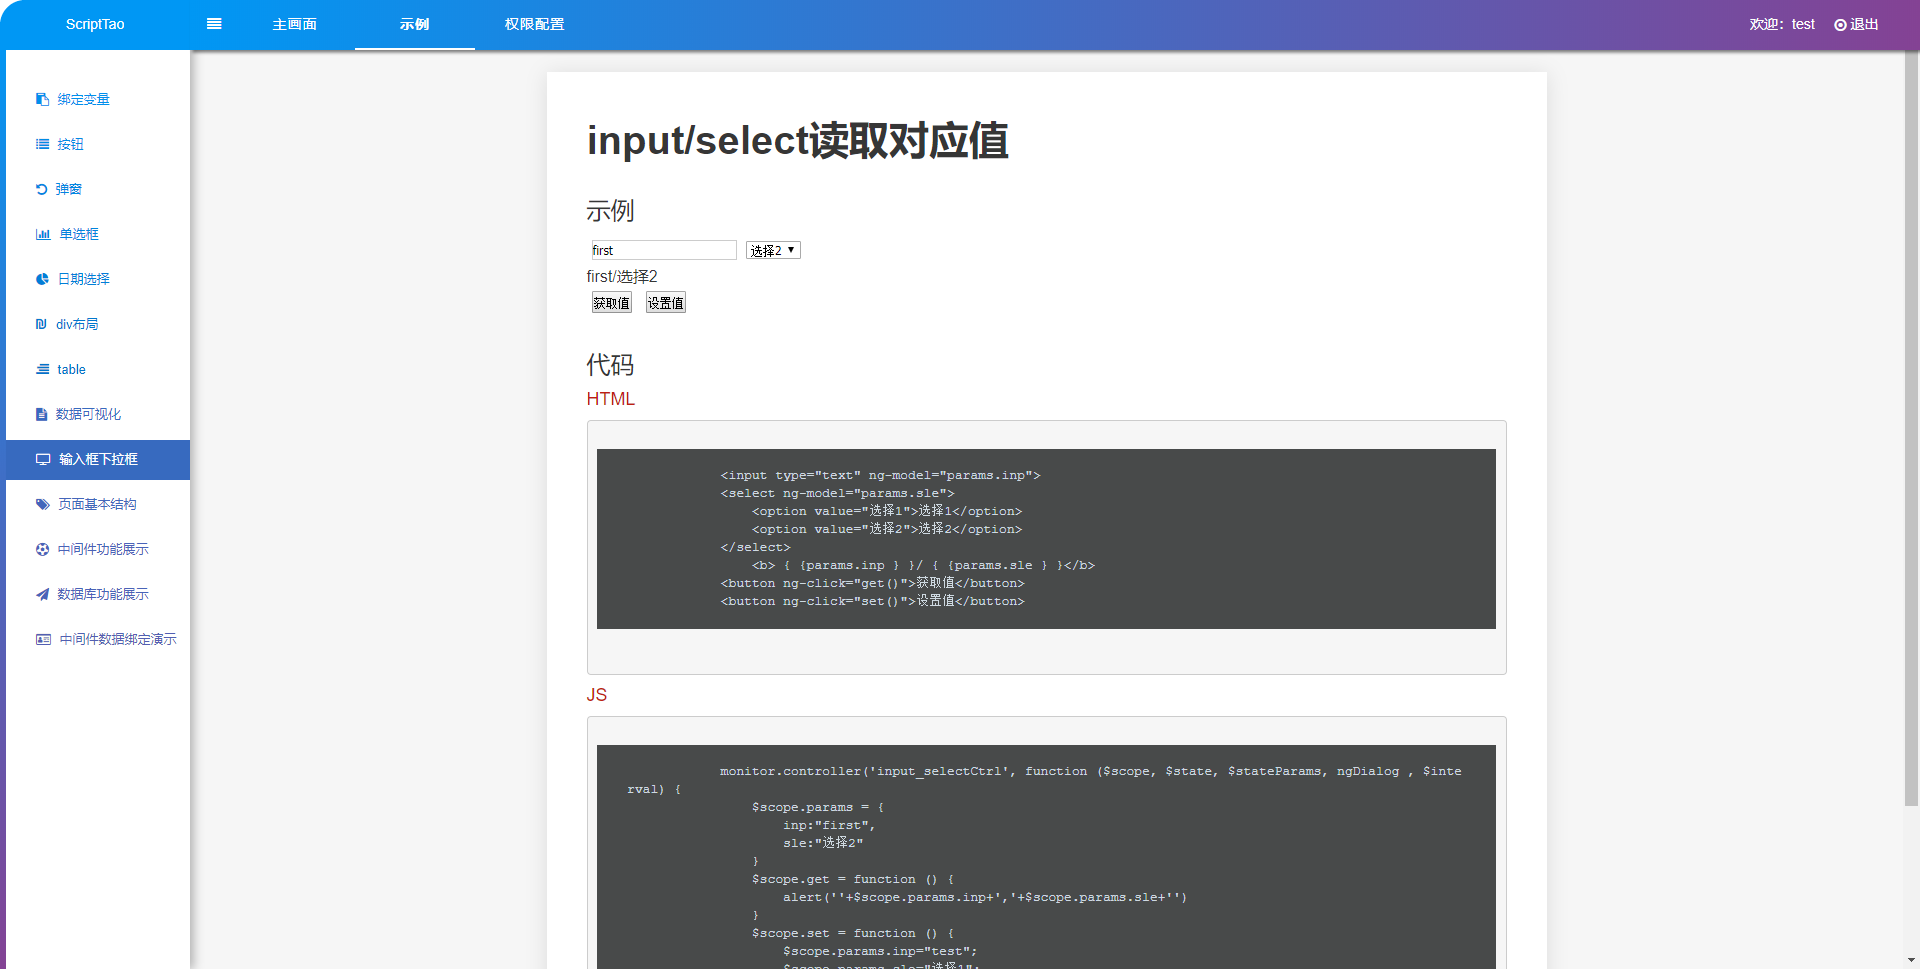 ScriptTao
主画面
示例
权限配置
欢迎：test
退出
绑定变量
按钮
弹窗
单选框
日期选择
div布局
table
数据可视化
输入框下拉框
页面基本结构
中间件功能展示
数据库功能展示
中间件数据绑定演示
input/select读取对应值
示例
first 选择2
first/选择2
获取值 设置值
代码
HTML
<input type="text" ng-model="params.inp">
<select ng-model="params.sle">
<option value="选择1">选择1</option>
<option value="选择2">选择2</option>
</select>
<b> { {params.inp } }/ { {params.sle } }</b>
<button ng-click="get()">获取值</button>
<button ng-click="set()">设置值</button>
JS
monitor.controller('input_selectCtrl', function ($scope, $state, $stateParams, ngDialog , $inte
rval) {
$scope.params = {
inp:"first",
sle:"选择2"
}
$scope.get = function () {
alert(''+$scope.params.inp+','+$scope.params.sle+'')
}
$scope.set = function () {
$scope.params.inp="test";
$scope.params.sle="选择1";